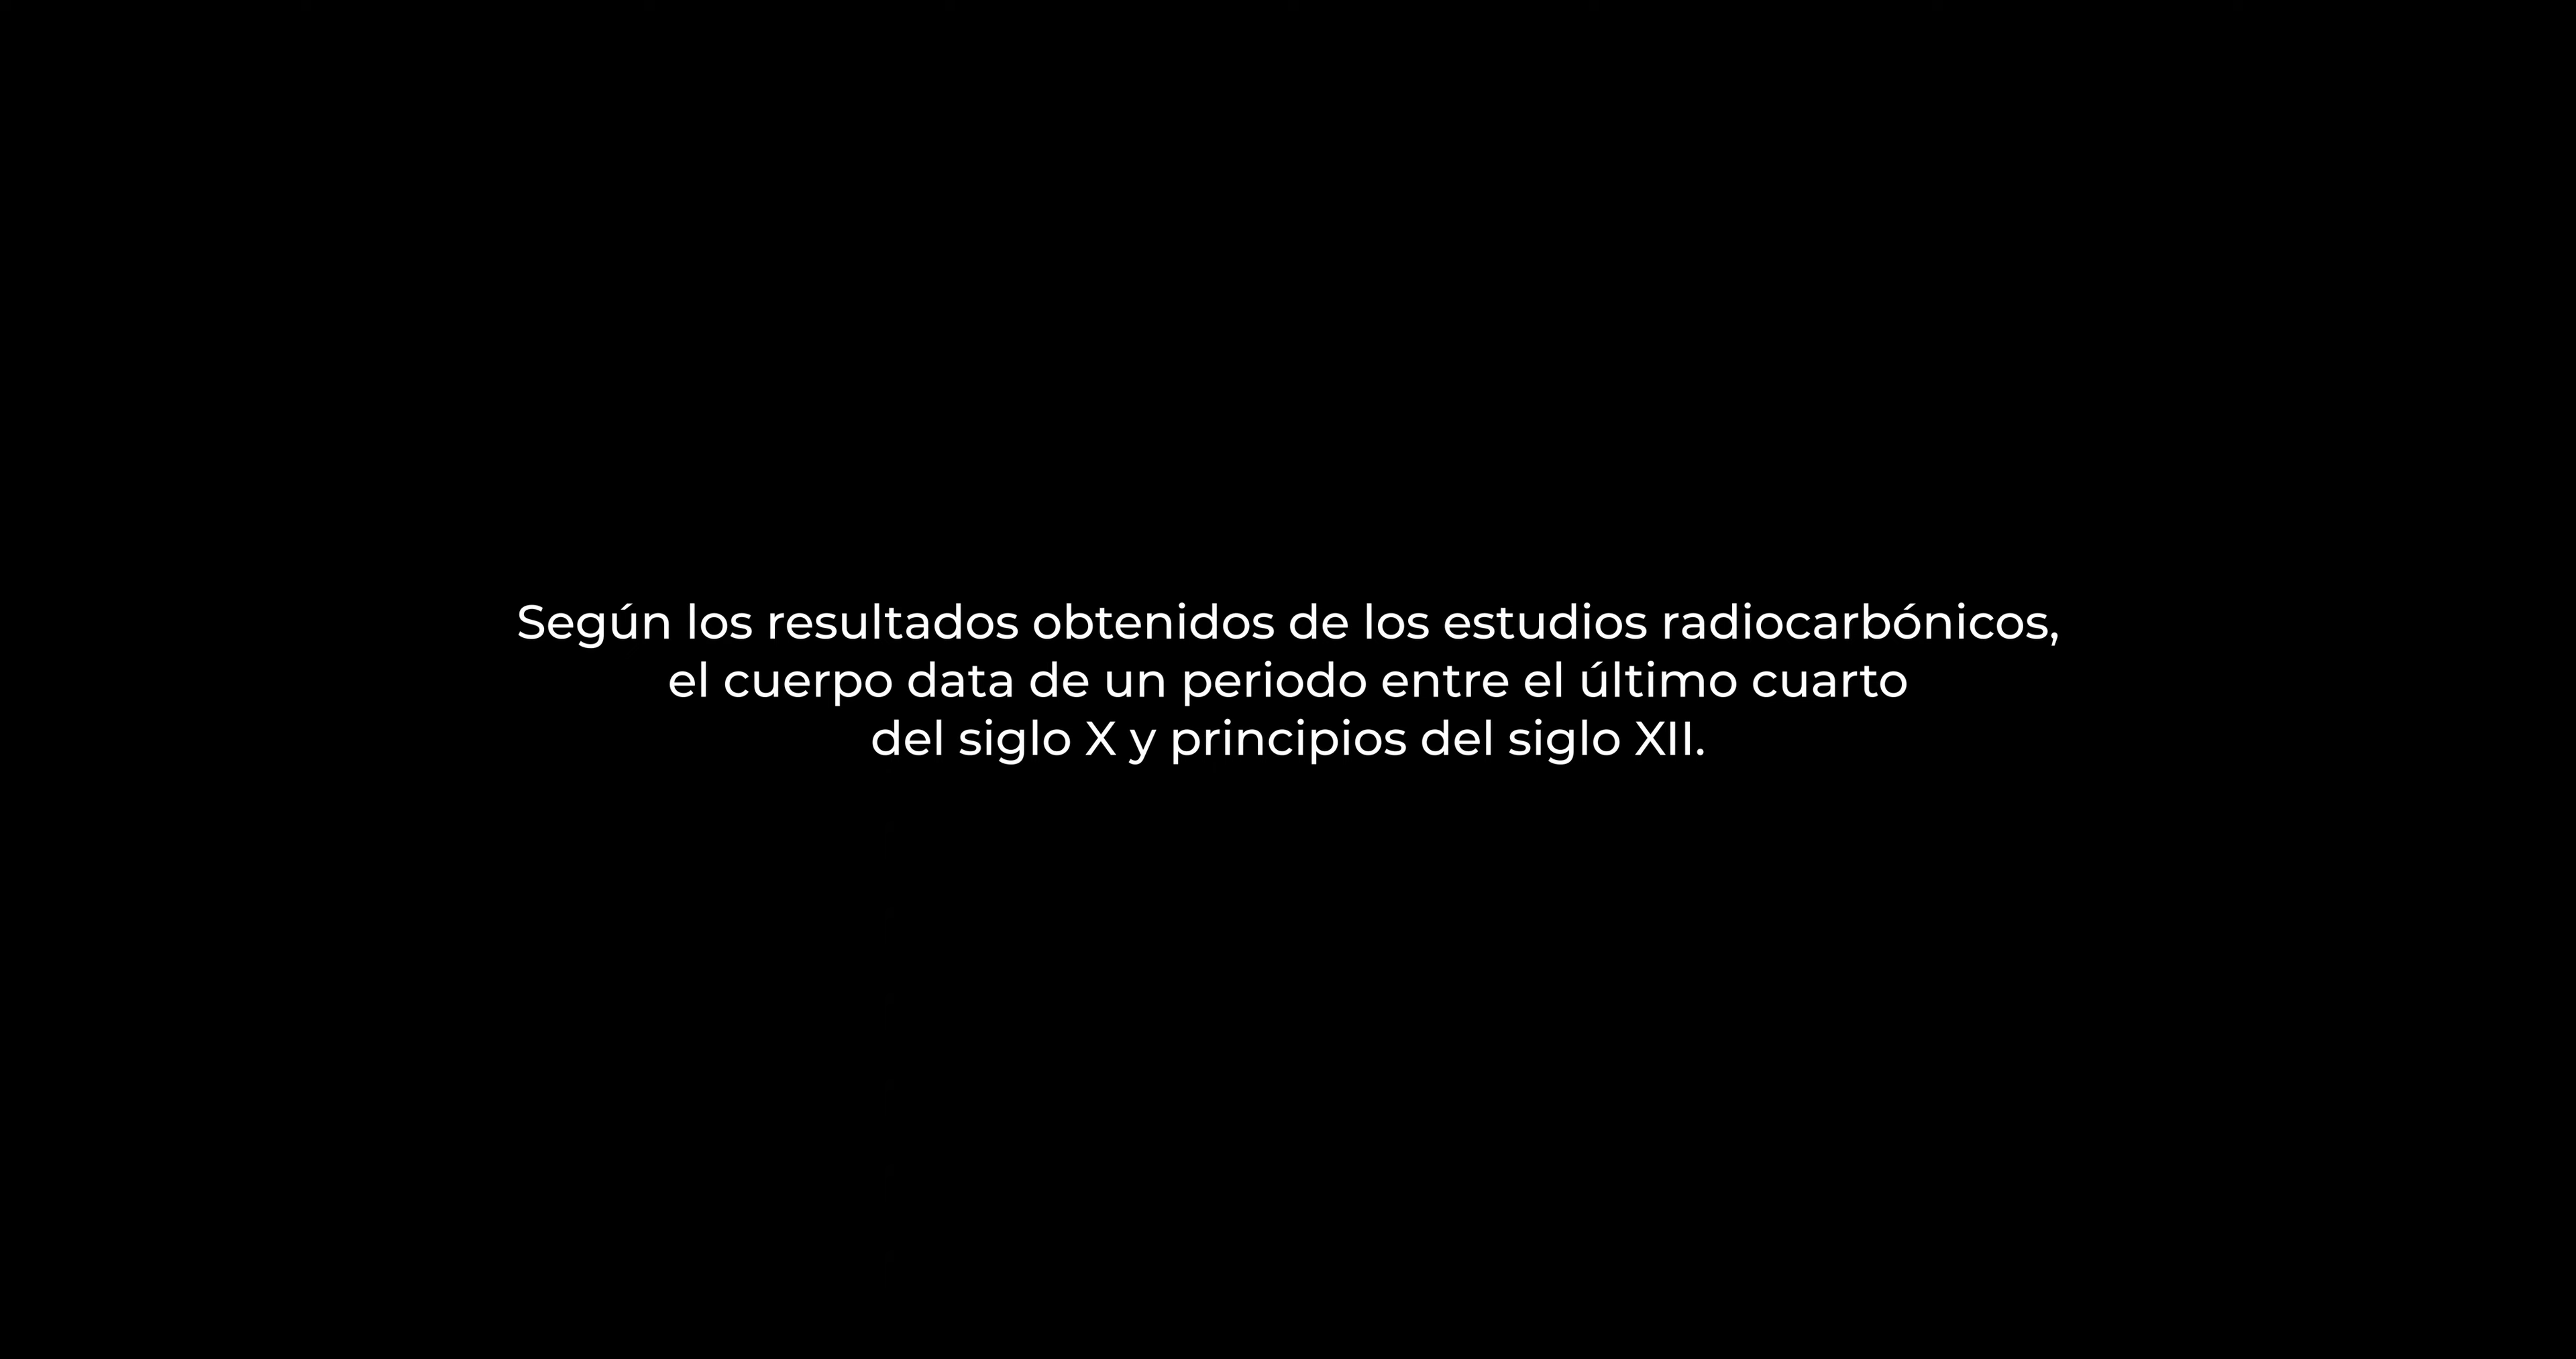 Según los resultados obtenidos de los estudios radiocarbónicos,
el cuerpo data de un periodo entre el último cuarto
del siglo X y principios del siglo XII.